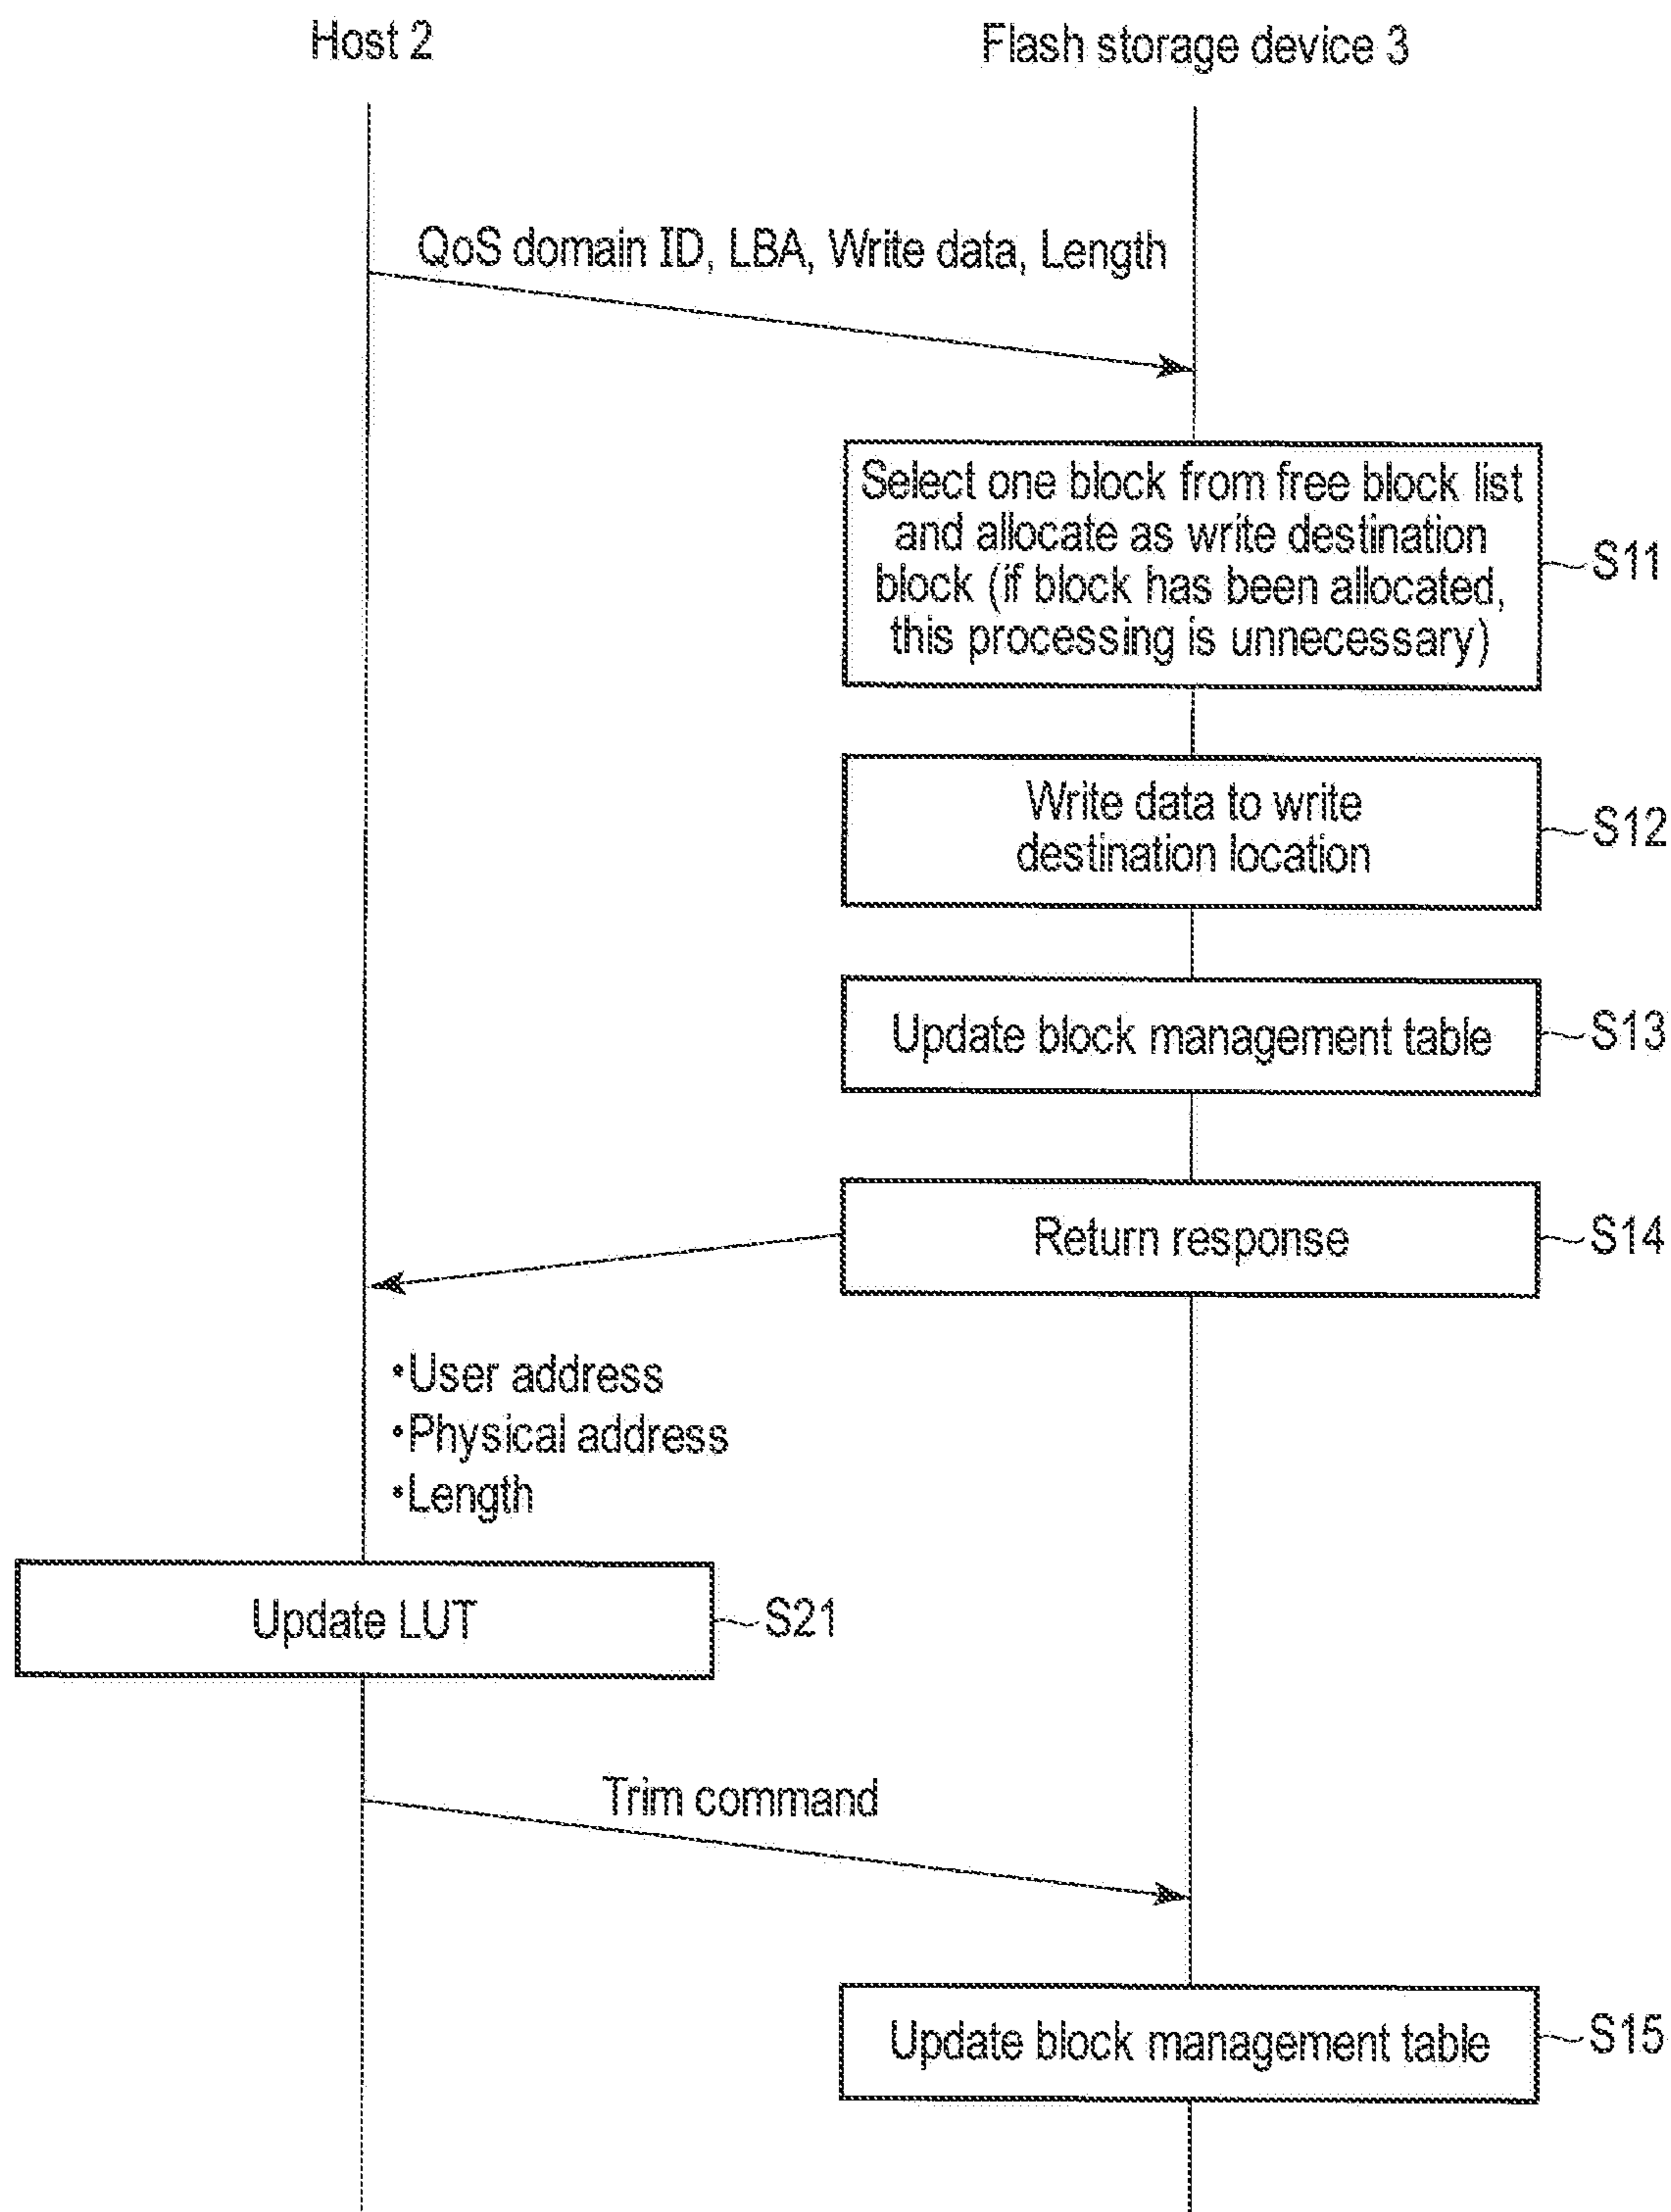 Host 2
Flash storage device 3
QoS domain ID, LBA, Write data, Length
Select one block from free block list
and allocate as write destination
block (if block has been allocated,
this processing is unnecessary)
S11
Write data to write
destination location
S12
Update block management table
S13
Return response
S14
•User address
•Physical address
•Length
Update LUT
S21
Trim command
Update block management table
S15